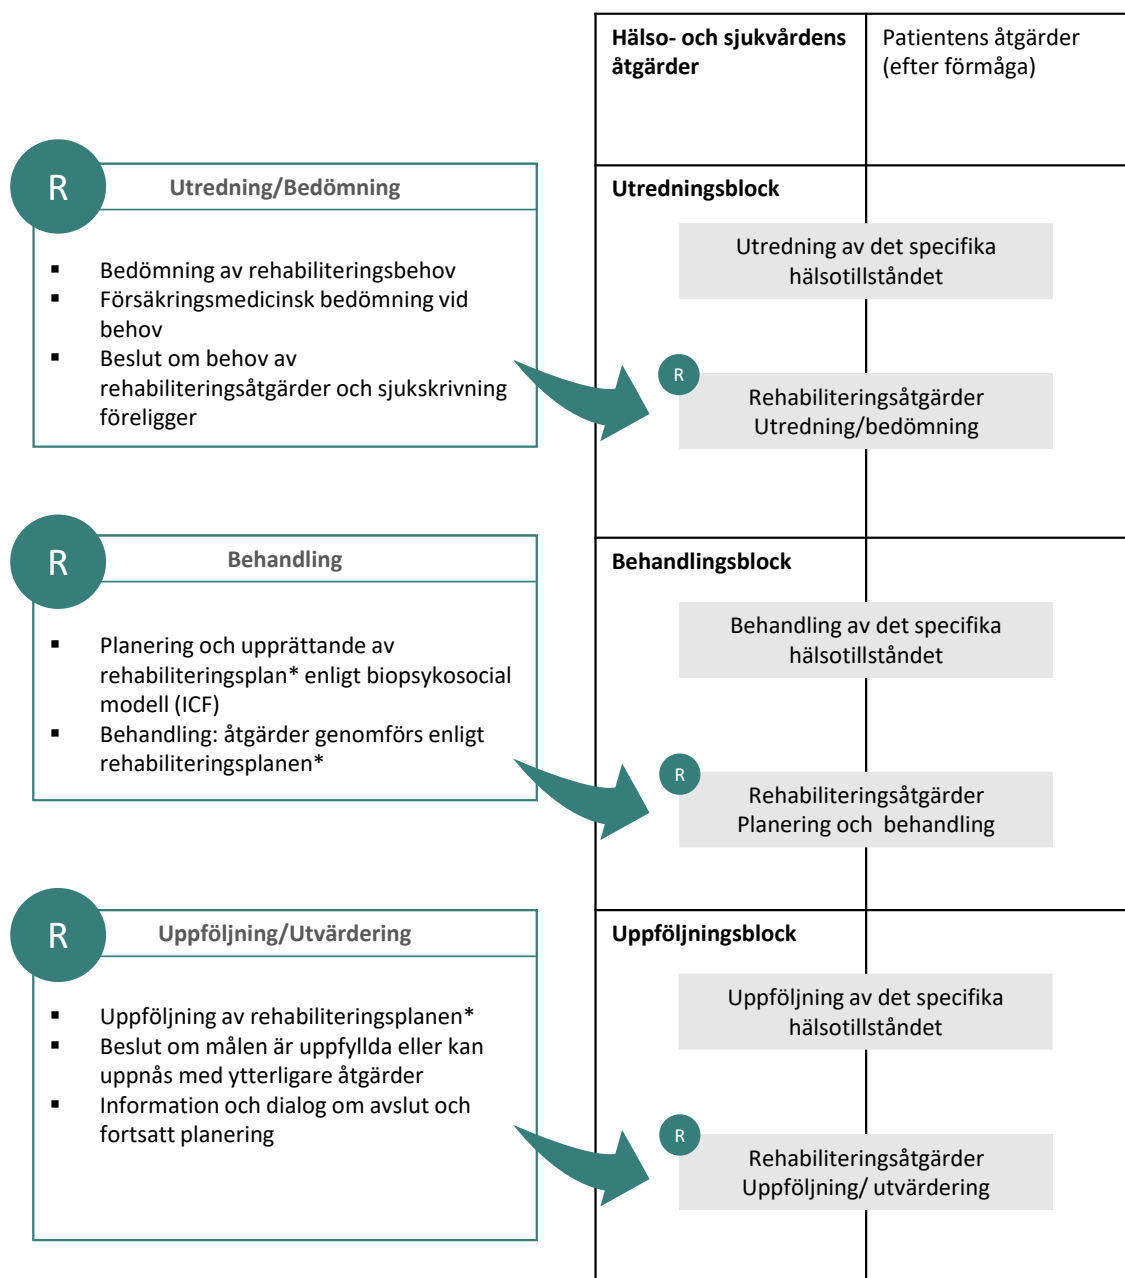 Hälso- och sjukvårdens
åtgärder
Patientens åtgärder
(efter förmåga)
R
Utredning/Bedömning
▪ Bedömning av rehabiliteringsbehov
▪ Försäkringsmedicinsk bedömning vid
behov
▪ Beslut om behov av
rehabiliteringsåtgärder och sjukskrivning
föreligger
Utredningsblock
Utredning av det specifika
hälsotillståndet
R
Rehabiliteringsåtgärder
Utredning/bedömning
R
Behandling
▪ Planering och upprättande av
rehabiliteringsplan* enligt biopsykosocial
modell (ICF)
▪ Behandling: åtgärder genomförs enligt
rehabiliteringsplanen*
Behandlingsblock
Behandling av det specifika
hälsotillståndet
R
Rehabiliteringsåtgärder
Planering och  behandling
R
Uppföljning/Utvärdering
▪ Uppföljning av rehabiliteringsplanen*
▪ Beslut om målen är uppfyllda eller kan
uppnås med ytterligare åtgärder
▪ Information och dialog om avslut och
fortsatt planering
Uppföljningsblock
Uppföljning av det specifika
hälsotillståndet
R
Rehabiliteringsåtgärder
Uppföljning/ utvärdering